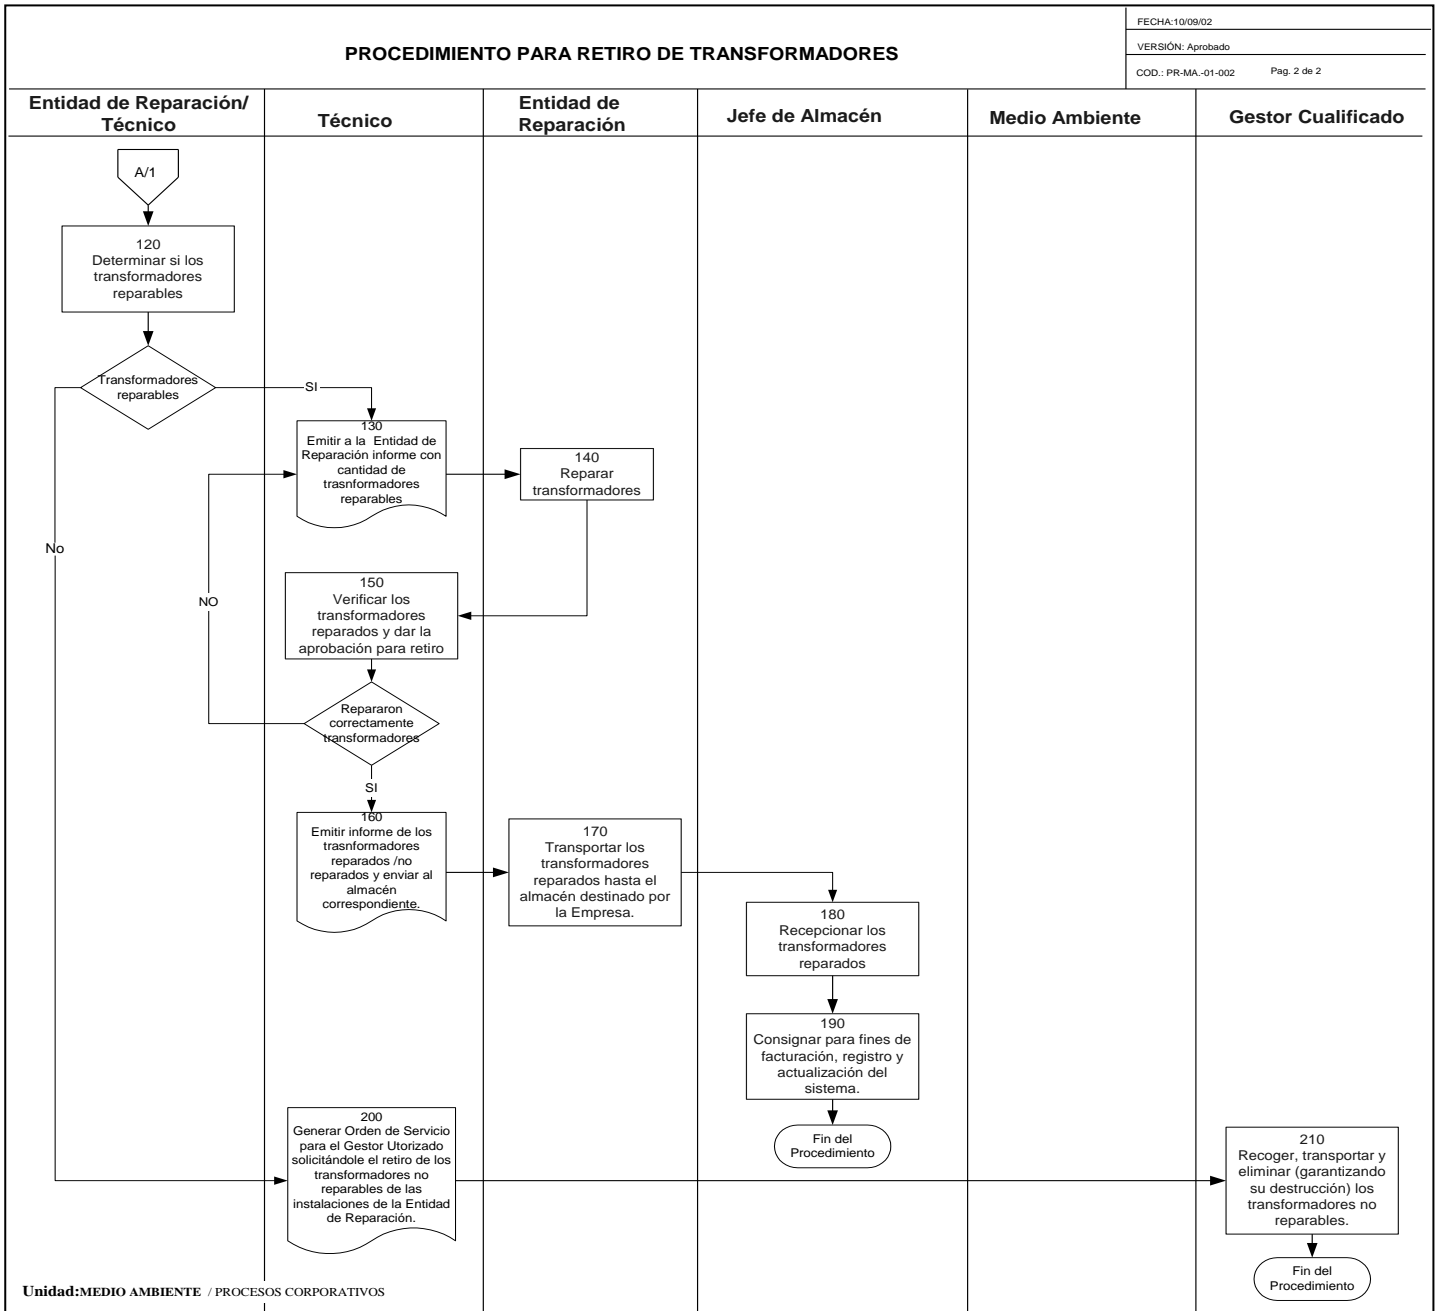 FECHA:10/09/02
PROCEDIMIENTO PARA RETIRO DE TRANSFORMADORES
VERSIÓN: Aprobado
COD.: PR-MA.-01-002 Pag. 2 de 2
Entidad de Reparación/
Técnico
Técnico
Entidad de
Reparación
Jefe de Almacén
Medio Ambiente
Gestor Cualificado
A/1
120
Determinar si los
transformadores
reparables
Transformadores
reparables
SI
No
130
Emitir a la Entidad de
Reparación informe con
cantidad de
trasnformadores
reparables
140
Reparar
transformadores
150
Verificar los
transformadores
reparados y dar la
aprobación para retiro
NO
Repararon
correctamente
transformadores
SI
160
Emitir informe de los
trasnformadores
reparados /no
reparados y enviar al
almacén
correspondiente.
170
Transportar los
transformadores
reparados hasta el
almacén destinado por
la Empresa.
180
Recepcionar los
transformadores
reparados
190
Consignar para fines de
facturación, registro y
actualización del
sistema.
Fin del
Procedimiento
200
Generar Orden de Servicio
para el Gestor Utorizado
solicitándole el retiro de los
transformadores no
reparables de las
instalaciones de la Entidad
de Reparación.
210
Recoger, transportar y
eliminar (garantizando
su destrucción) los
transformadores no
reparables.
Fin del
Procedimiento
Unidad:MEDIO AMBIENTE / PROCESOS CORPORATIVOS